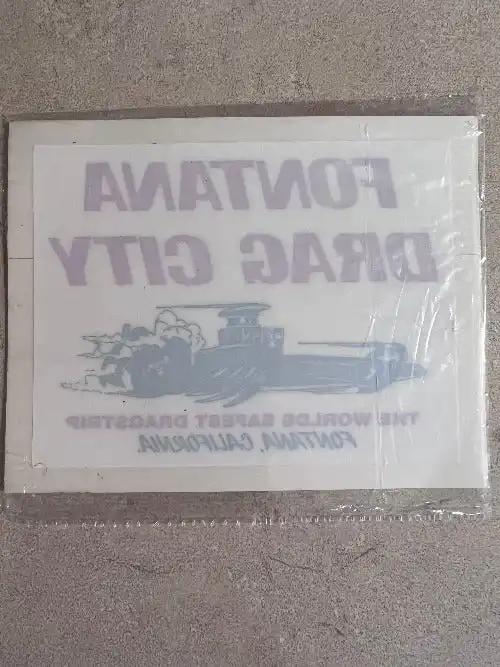 FONTANA
DRAG CITY
THE WORLDS SAFEST DRAGSTRIP
FONTANA, CALIFORNIA.